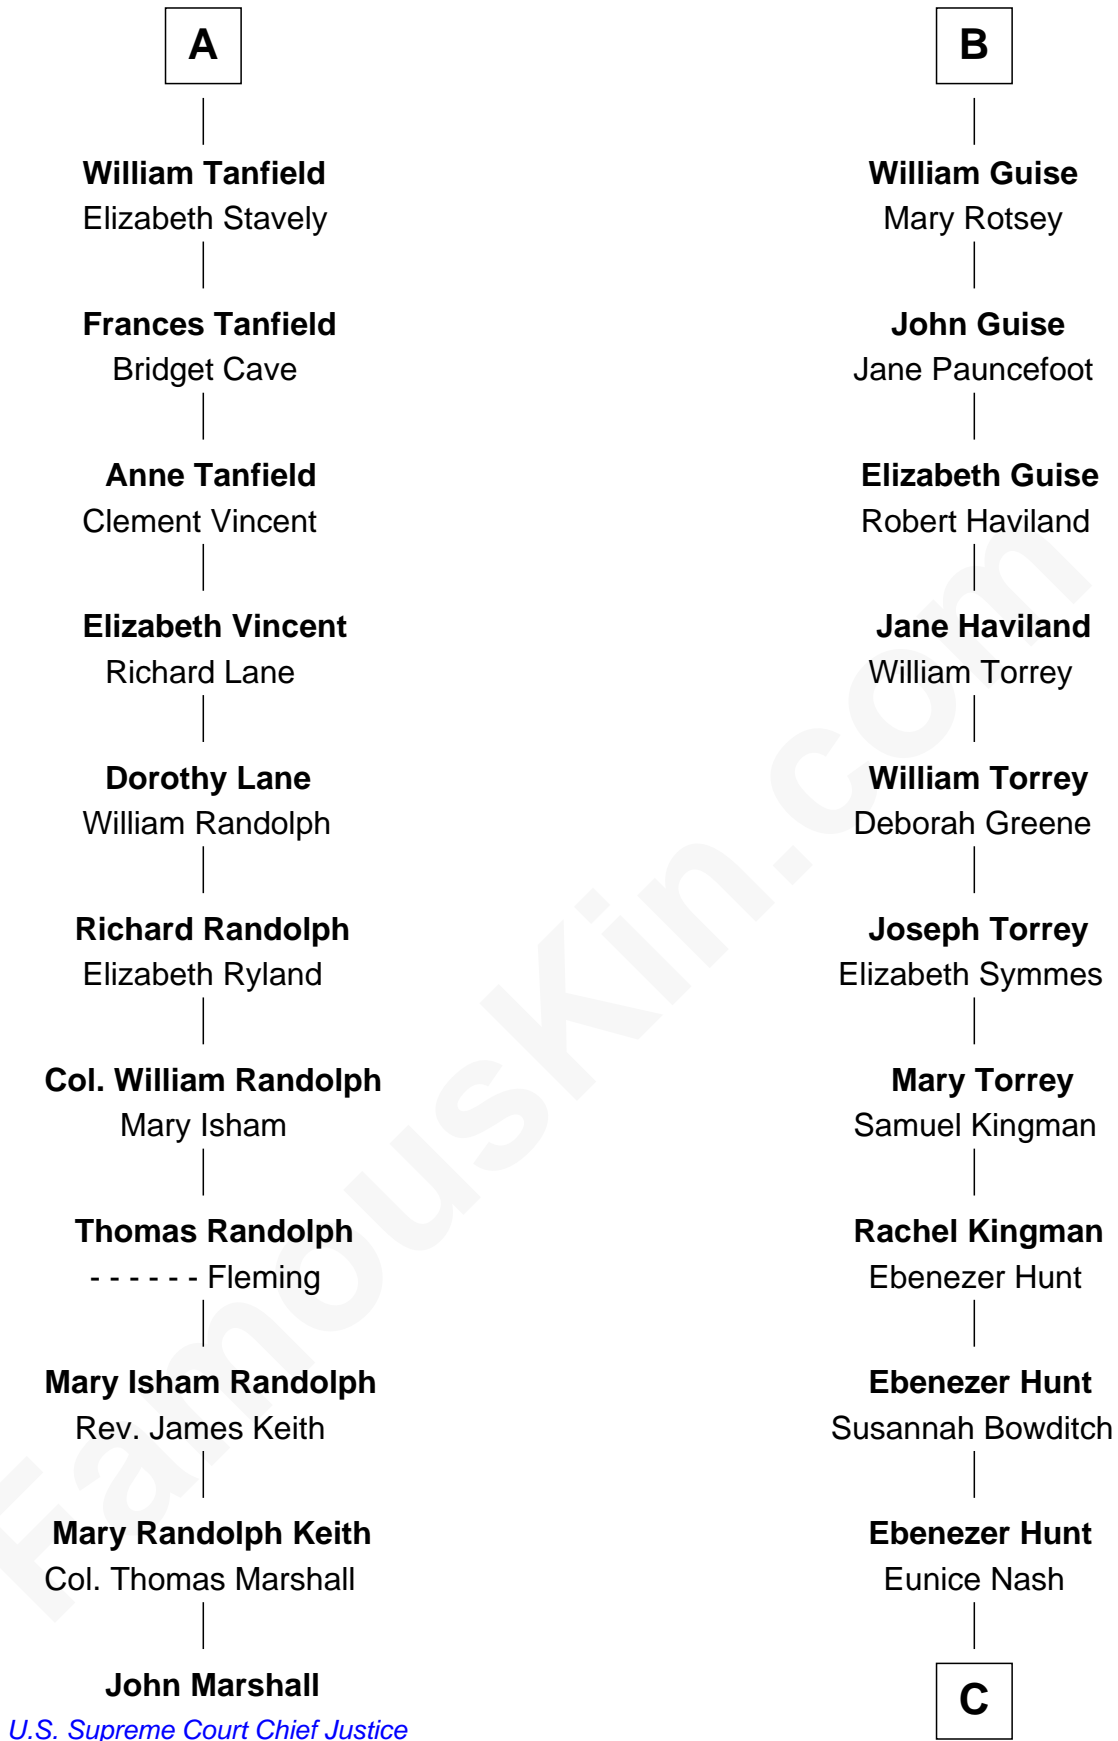 A
William Tanfield
Elizabeth Stavely
Frances Tanfield
Bridget Cave
Anne Tanfield
Clement Vincent
Elizabeth Vincent
Richard Lane
Dorothy Lane
William Randolph
Richard Randolph
Elizabeth Ryland
Col. William Randolph
Mary Isham
Thomas Randolph
- - - - - - Fleming
Mary Isham Randolph
Rev. James Keith
Mary Randolph Keith
Col. Thomas Marshall
John Marshall
U.S. Supreme Court Chief Justice
B
William Guise
Mary Rotsey
John Guise
Jane Pauncefoot
Elizabeth Guise
Robert Haviland
Jane Haviland
William Torrey
William Torrey
Deborah Greene
Joseph Torrey
Elizabeth Symmes
Mary Torrey
Samuel Kingman
Rachel Kingman
Ebenezer Hunt
Ebenezer Hunt
Susannah Bowditch
Ebenezer Hunt
Eunice Nash
C
FamousKin.com